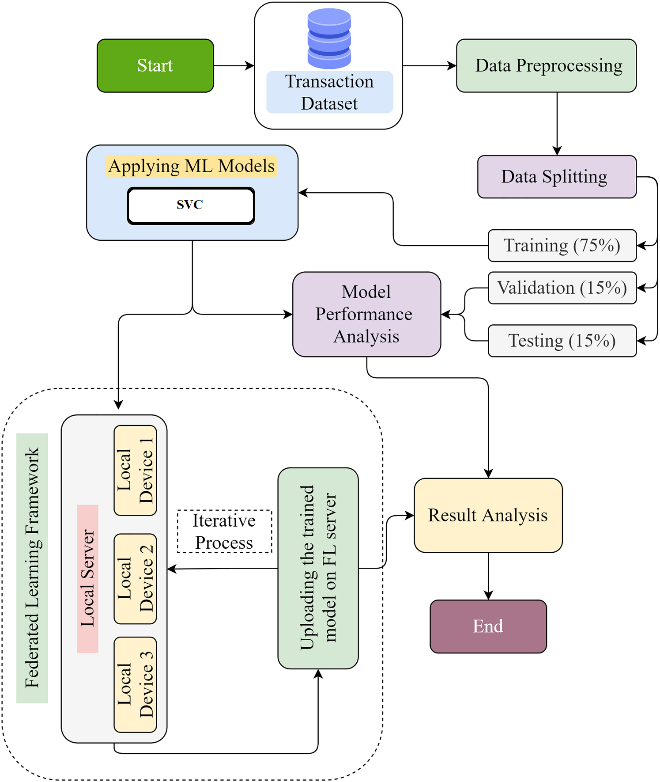 Start
Transaction
Dataset
Data Preprocessing
Data Splitting
Applying ML Models
SVC
Training (75%)
Validation (15%)
Testing (15%)
Model
Performance
Analysis
Federated Learning Framework
Local Server
Local
Device 1
Local
Device 2
Local
Device 3
Iterative
Process
Uploading the trained
model on FL server
Result Analysis
End